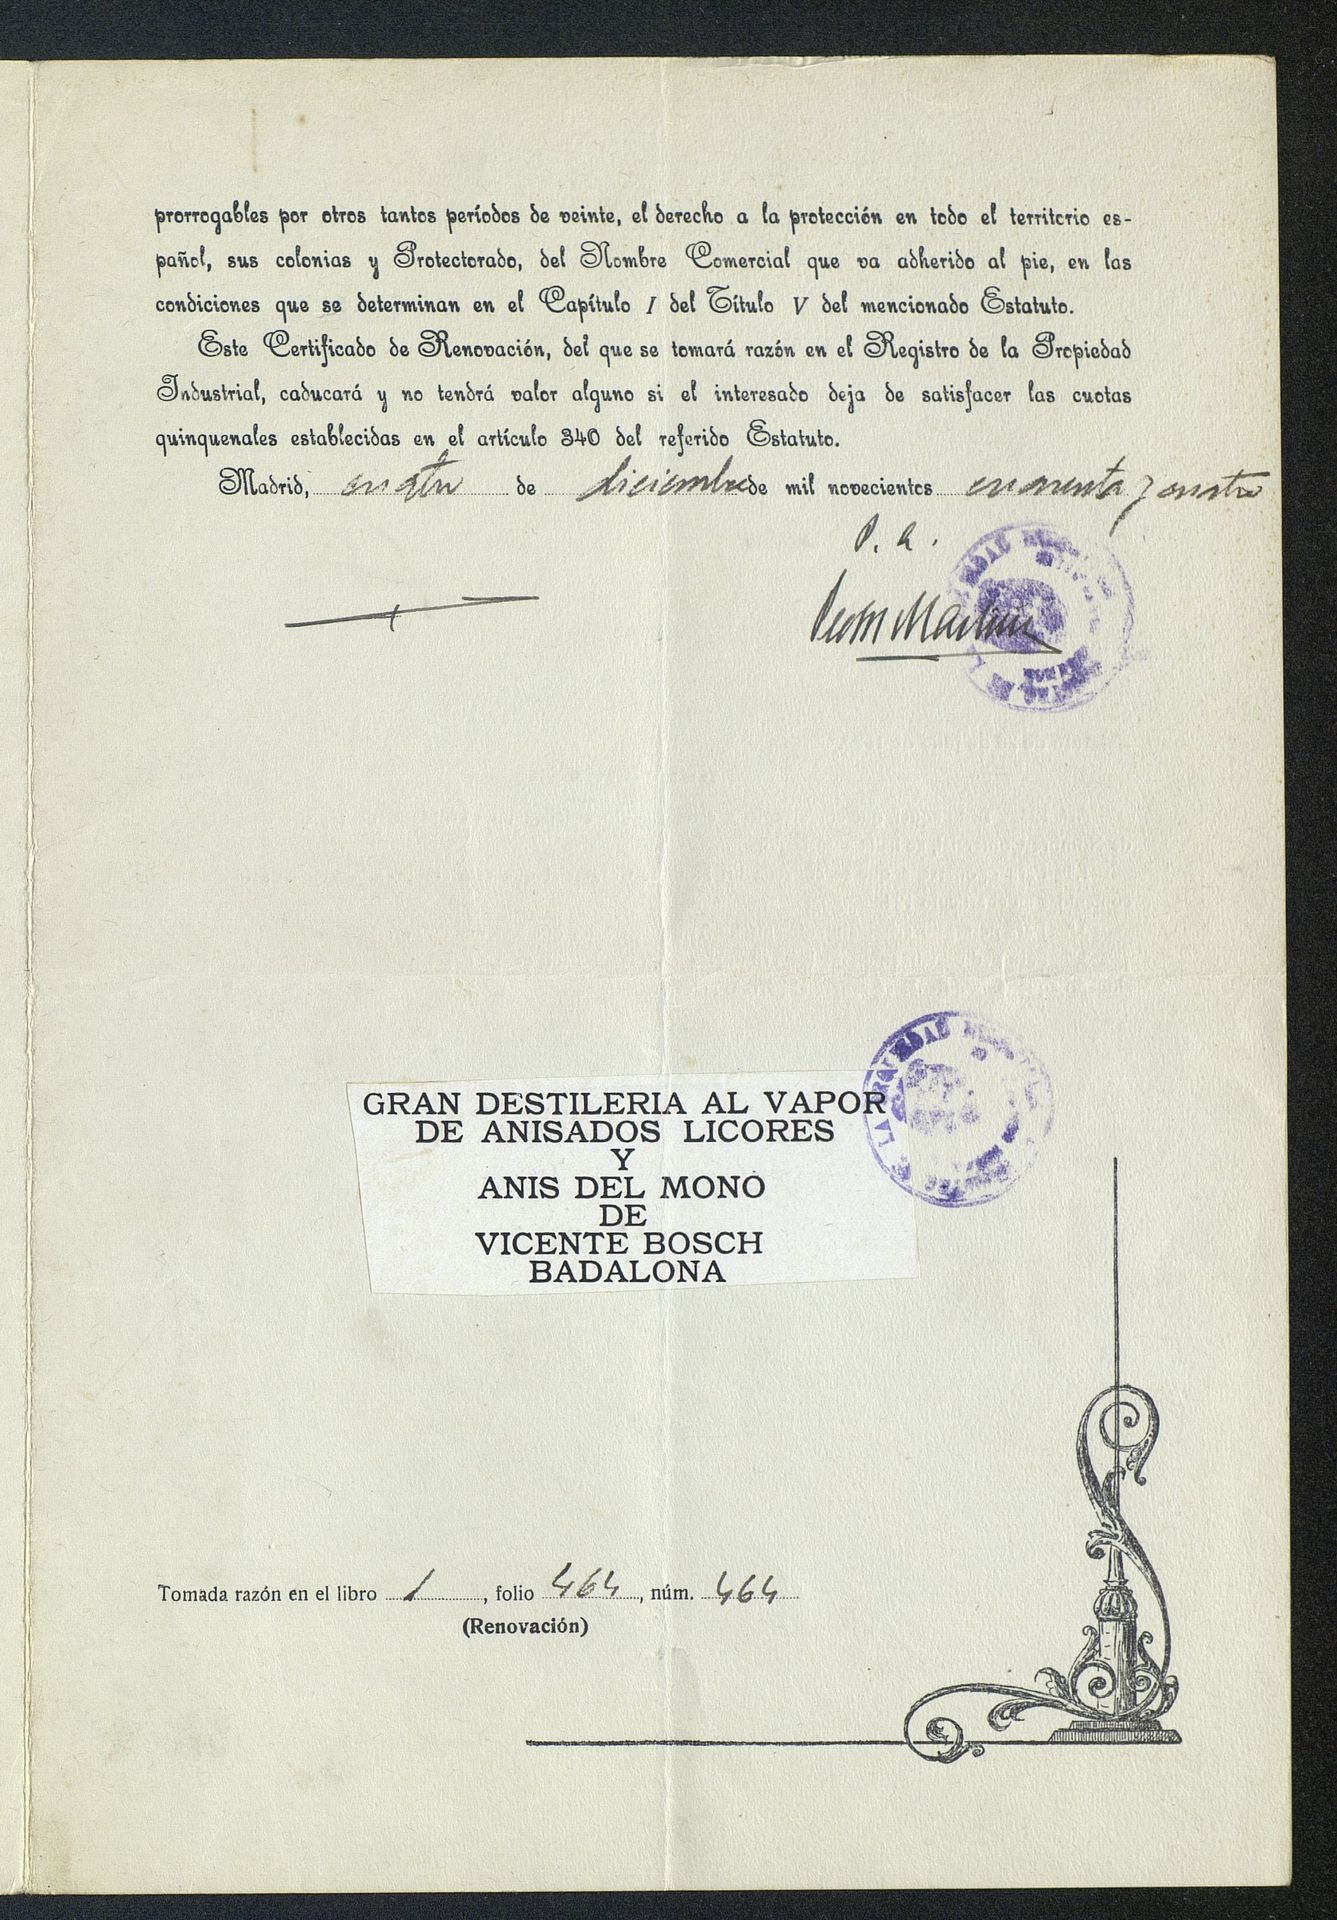 prorrogables por otros tantos períodos de veinte, el derecho a la protección en todo el territorio es-
pañol, sus colonias y Protectorado, del Nombre Comercial que va adherido al pie, en las
condiciones que se determinan en el Capítulo I del Título V del mencionado Estatuto.
Este Certificado de Renovación, del que se tomará razón en el Registro de la Propiedad
Industrial, caducará y no tendrá valor alguno si el interesado deja de satisfacer las cuotas
quinquenales establecidas en el artículo 340 del referido Estatuto.
Madrid, cuatro de diciembre de mil novecientos cuarenta y cuatro
P. A.
GRAN DESTILERIA AL VAPOR
DE ANISADOS LICORES
Y
ANIS DEL MONO
DE
VICENTE BOSCH
BADALONA
Tomada razón en el libro 1, folio 464, núm. 464
(Renovación)